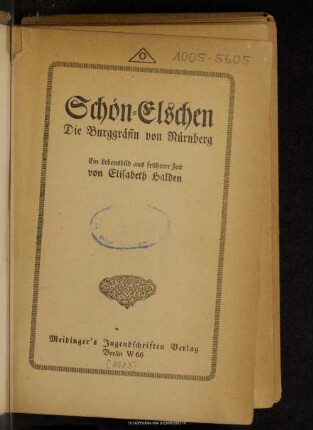 0
1005-5605
Schön-Elschen
Die Burggräfin von Nürnberg
Ein Lebensbild aus früherer Zeit
von Elisabeth Halden
Meidinger's Jugendschriften Verlag
Berlin W 66